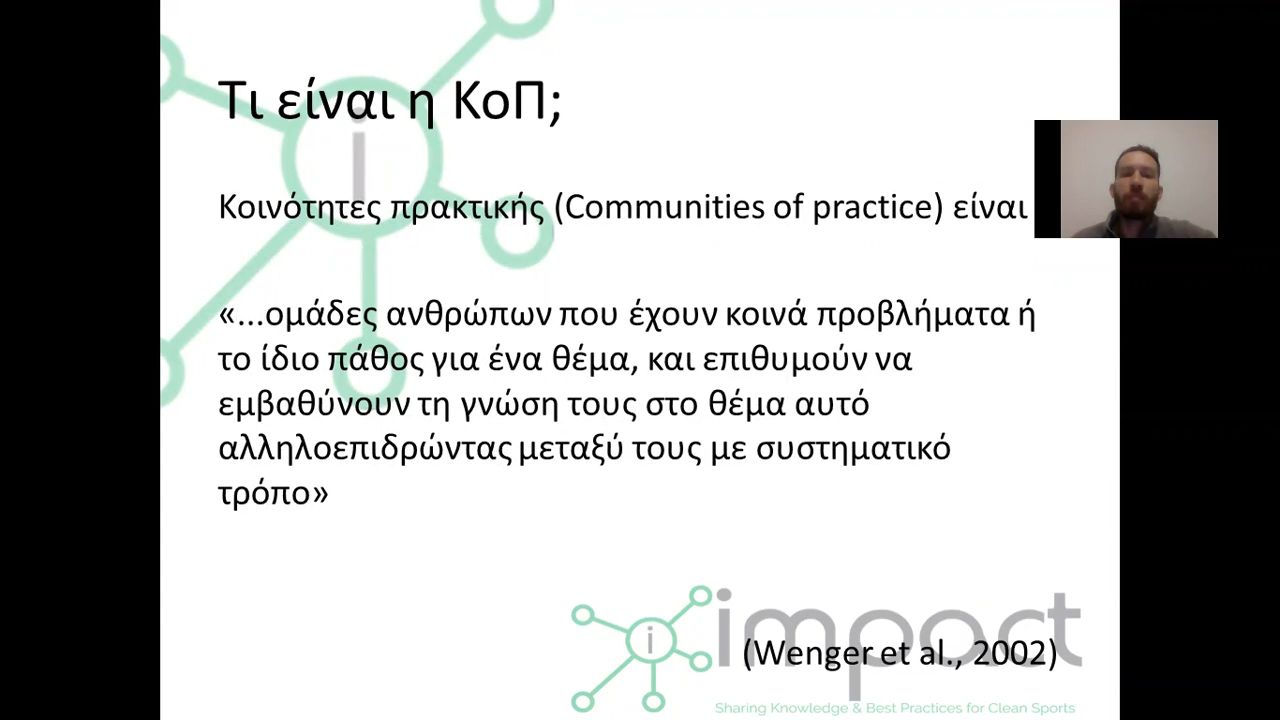 Τι είναι η ΚοΠ;
Κοινότητες πρακτικής (Communities of practice) είναι
«...ομάδες ανθρώπων που έχουν κοινά προβλήματα ή
το ίδιο πάθος για ένα θέμα, και επιθυμούν να
εμβαθύνουν τη γνώση τους στο θέμα αυτό
αλληλοεπιδρώντας μεταξύ τους με συστηματικό
τρόπο»
impact
(Wenger et al., 2002)
Sharing Knowledge & Best Practices for Clean Sports